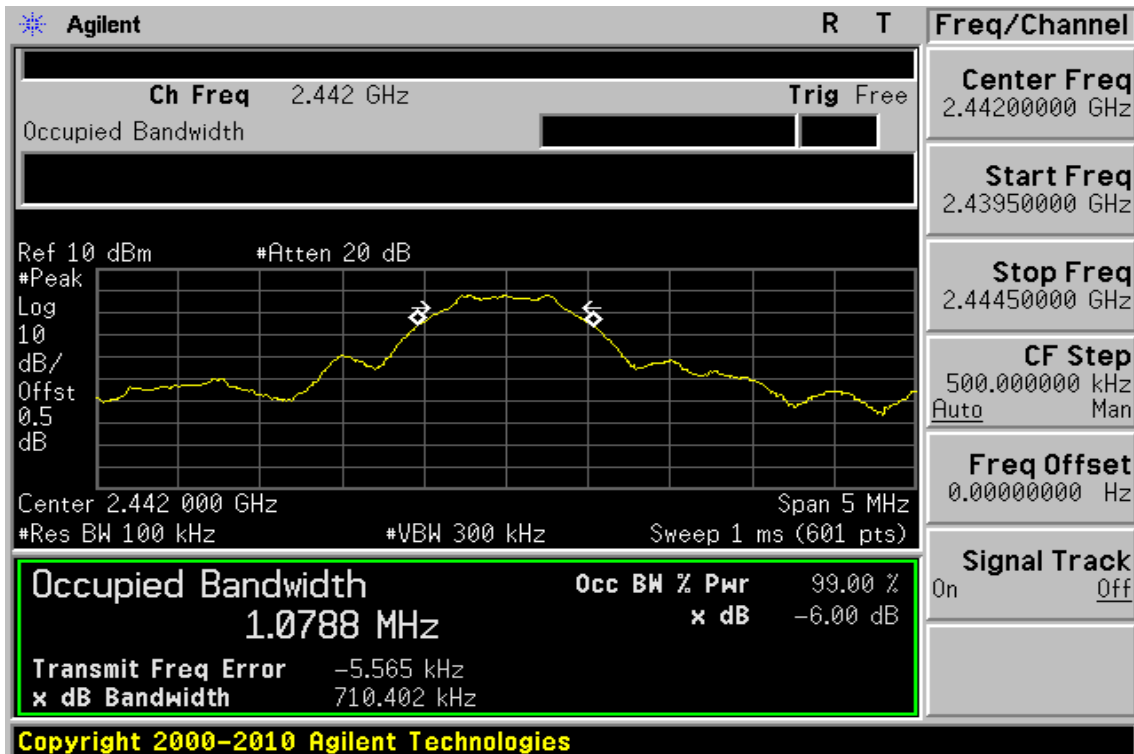 Agilent R T
Freq/Channel
Ch Freq 2.442 GHz Trig Free
Occupied Bandwidth
Center Freq
2.44200000 GHz
Start Freq
2.43950000 GHz
Stop Freq
2.44450000 GHz
CF Step
500.000000 kHz
Auto Man
Freq Offset
0.00000000 Hz
Signal Track
On Off
Ref 10 dBm #Atten 20 dB
#Peak
Log
10
dB/
Offst
0.5
dB
Center 2.442 000 GHz Span 5 MHz
#Res BW 100 kHz #VBW 300 kHz Sweep 1 ms (601 pts)
Occupied Bandwidth
1.0788 MHz
Occ BW % Pwr 99.00 %
x dB -6.00 dB
Transmit Freq Error -5.565 kHz
x dB Bandwidth 710.402 kHz
Copyright 2000-2010 Agilent Technologies